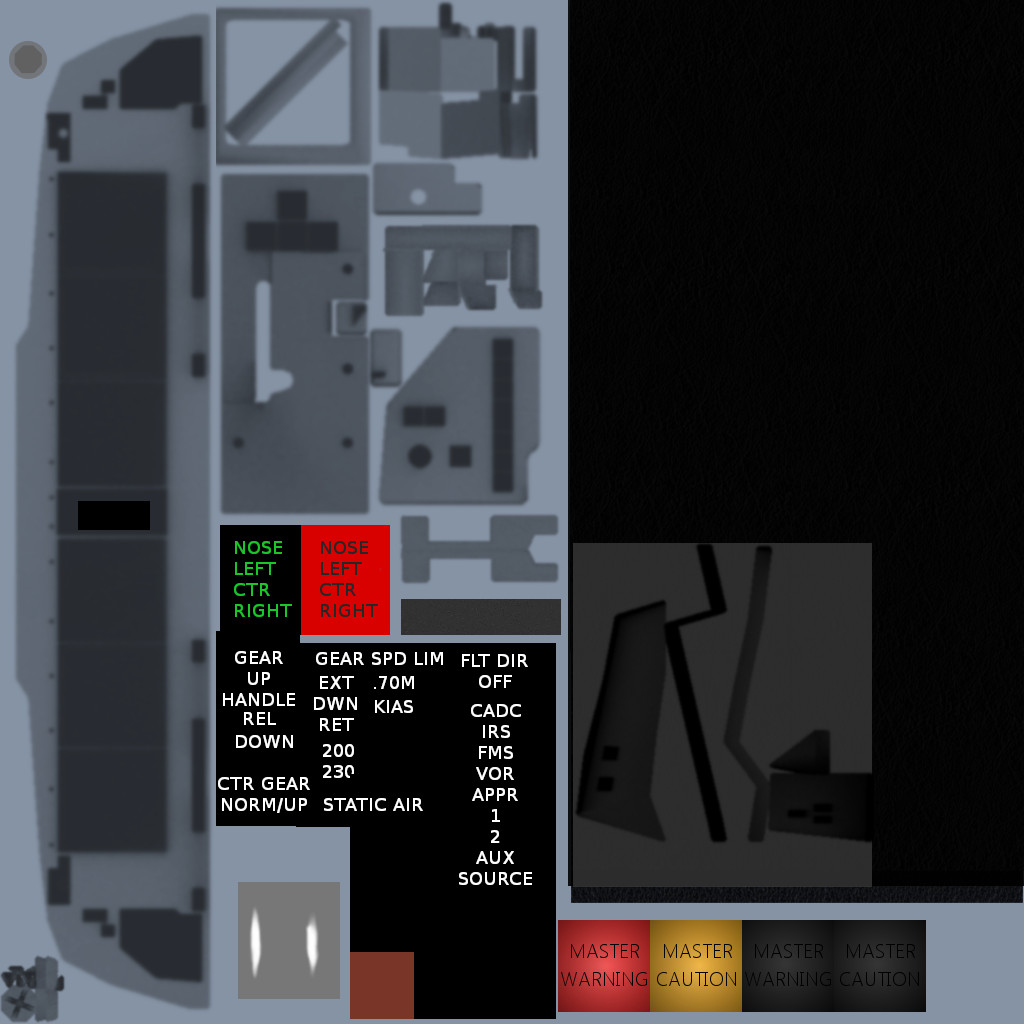 NOSE
LEFT
CTR
RIGHT
NOSE
LEFT
CTR
RIGHT
GEAR
UP
HANDLE
REL
DOWN
CTR GEAR
NORM/UP
GEAR SPD LIM
EXT .70M
DWN KIAS
RET
200
230
STATIC AIR
FLT DIR
OFF
CADC
IRS
FMS
VOR
APPR
1
2
AUX
SOURCE
MASTER
WARNING
MASTER
CAUTION
MASTER
WARNING
MASTER
CAUTION